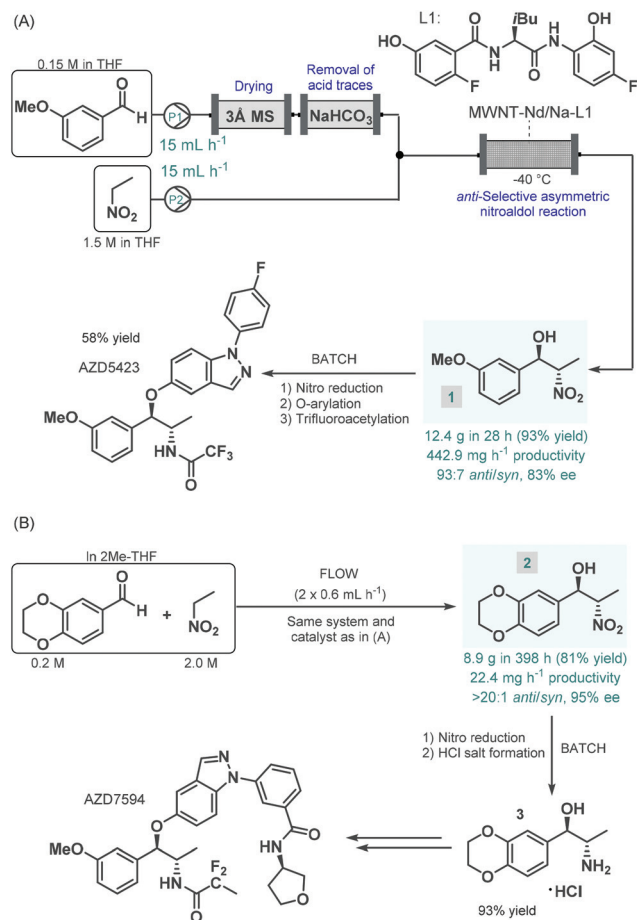 (A)
L1:
iBu
OH
HO
O
H
N
N
H
O
F
F
0.15 M in THF
MeO
O
H
P1
15 mL h⁻¹
Drying
3Å MS
Removal of
acid traces
NaHCO₃
MWNT-Nd/Na-L1
-40 °C
anti-Selective asymmetric
nitroaldol reaction
15 mL h⁻¹
NO₂
P2
1.5 M in THF
58% yield
AZD5423
F
N
N
O
MeO
HN
CF₃
O
BATCH
1) Nitro reduction
2) O-arylation
3) Trifluoroacetylation
OH
MeO
1
NO₂
12.4 g in 28 h (93% yield)
442.9 mg h⁻¹ productivity
93:7 anti/syn, 83% ee
(B)
In 2Me-THF
O
O
O
H
+
NO₂
0.2 M
2.0 M
FLOW
(2 x 0.6 mL h⁻¹)
Same system and
catalyst as in (A)
2
OH
O
O
NO₂
8.9 g in 398 h (81% yield)
22.4 mg h⁻¹ productivity
>20:1 anti/syn, 95% ee
1) Nitro reduction
2) HCl salt formation
BATCH
AZD7594
N
N
O
MeO
HN
F₂
O
O
HN
O
3
OH
O
O
NH₂
·HCl
93% yield